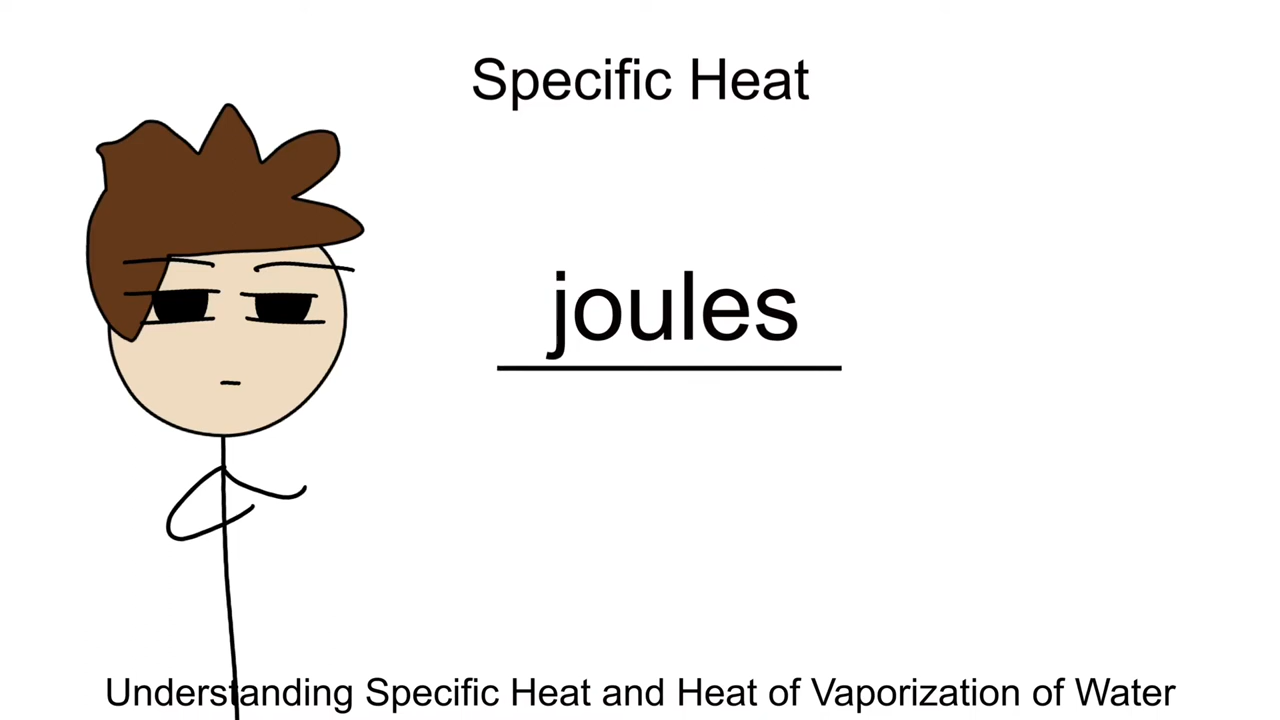 Specific Heat
joules
Understanding Specific Heat and Heat of Vaporization of Water